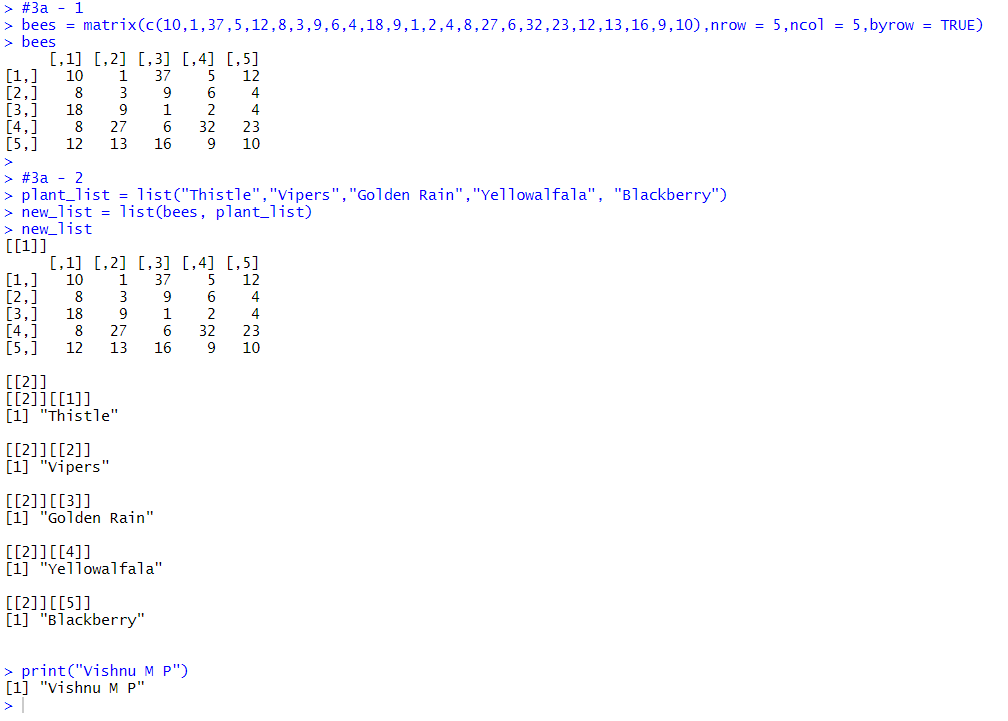 > #3a - 1
> bees = matrix(c(10,1,37,5,12,8,3,9,6,4,18,9,1,2,4,8,27,6,32,23,12,13,16,9,10),nrow = 5,ncol = 5,byrow = TRUE)
> bees
     [,1] [,2] [,3] [,4] [,5]
[1,]   10    1   37    5   12
[2,]    8    3    9    6    4
[3,]   18    9    1    2    4
[4,]    8   27    6   32   23
[5,]   12   13   16    9   10
>
> #3a - 2
> plant_list = list("Thistle","Vipers","Golden Rain","Yellowalfala", "Blackberry")
> new_list = list(bees, plant_list)
> new_list
[[1]]
     [,1] [,2] [,3] [,4] [,5]
[1,]   10    1   37    5   12
[2,]    8    3    9    6    4
[3,]   18    9    1    2    4
[4,]    8   27    6   32   23
[5,]   12   13   16    9   10

[[2]]
[[2]][[1]]
[1] "Thistle"

[[2]][[2]]
[1] "Vipers"

[[2]][[3]]
[1] "Golden Rain"

[[2]][[4]]
[1] "Yellowalfala"

[[2]][[5]]
[1] "Blackberry"


> print("Vishnu M P")
[1] "Vishnu M P"
>